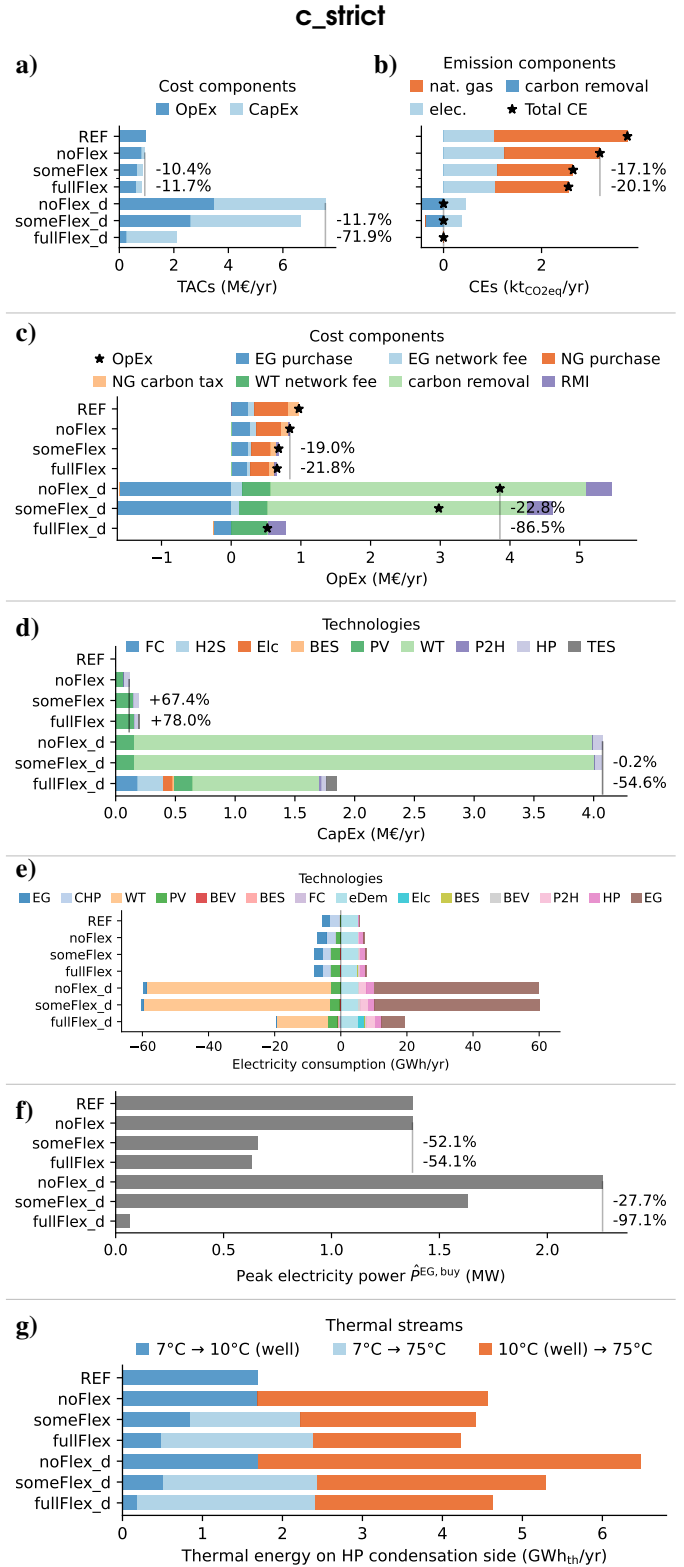 c_strict
a)
Cost components
OpEx CapEx
REF
noFlex
someFlex
fullFlex
noFlex_d
someFlex_d
fullFlex_d
-10.4%
-11.7%
-11.7%
-71.9%
0 2 4 6
TACs (M€/yr)
b)
Emission components
nat. gas carbon removal
elec. Total CE
-17.1%
-20.1%
0 2
CEs (kt_CO2eq/yr)
c)
Cost components
OpEx EG purchase EG network fee NG purchase
NG carbon tax WT network fee carbon removal RMI
REF
noFlex
someFlex
fullFlex
noFlex_d
someFlex_d
fullFlex_d
-19.0%
-21.8%
-22.8%
-86.5%
−1 0 1 2 3 4 5
OpEx (M€/yr)
d)
Technologies
FC H2S Elc BES PV WT P2H HP TES
REF
noFlex
someFlex
fullFlex
noFlex_d
someFlex_d
fullFlex_d
+67.4%
+78.0%
-0.2%
-54.6%
0.0 0.5 1.0 1.5 2.0 2.5 3.0 3.5 4.0
CapEx (M€/yr)
e)
Technologies
EG CHP WT PV BEV BES FC eDem Elc BES BEV P2H HP EG
REF
noFlex
someFlex
fullFlex
noFlex_d
someFlex_d
fullFlex_d
−60 −40 −20 0 20 40 60
Electricity consumption (GWh/yr)
f)
REF
noFlex
someFlex
fullFlex
noFlex_d
someFlex_d
fullFlex_d
-52.1%
-54.1%
-27.7%
-97.1%
0.0 0.5 1.0 1.5 2.0
Peak electricity power P̂^EG, buy (MW)
g)
Thermal streams
7°C → 10°C (well) 7°C → 75°C 10°C (well) → 75°C
REF
noFlex
someFlex
fullFlex
noFlex_d
someFlex_d
fullFlex_d
0 1 2 3 4 5 6
Thermal energy on HP condensation side (GWh_th/yr)